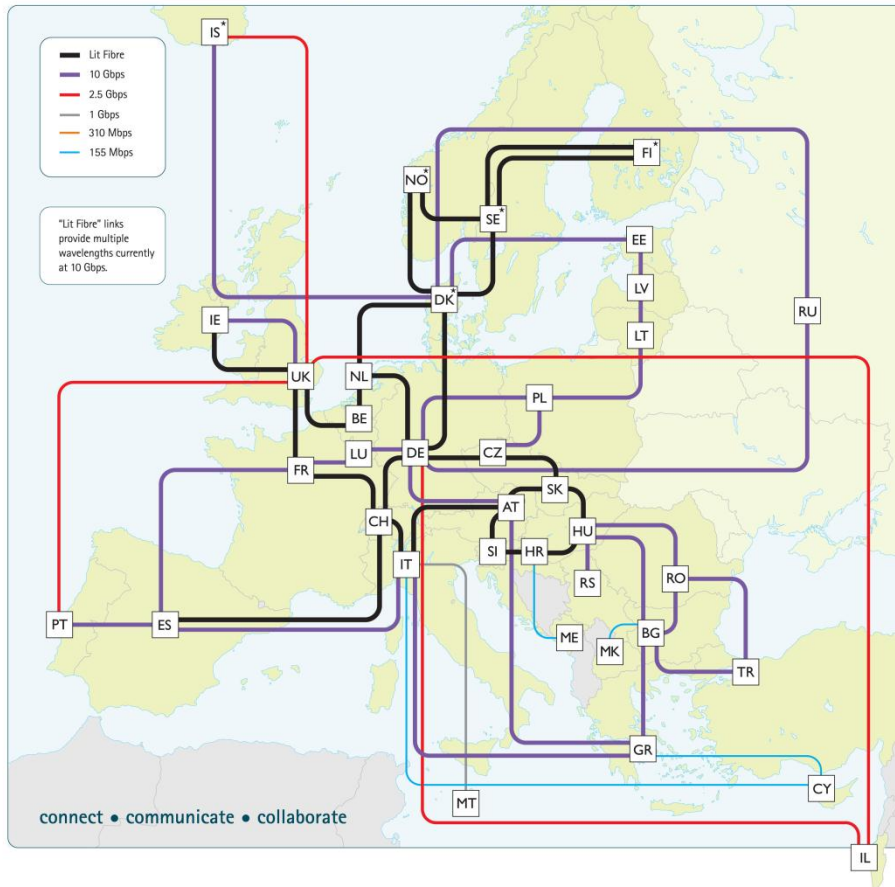 IS*
Lit Fibre
10 Gbps
2.5 Gbps
1 Gbps
310 Mbps
155 Mbps
"Lit Fibre" links
provide multiple
wavelengths currently
at 10 Gbps.
FI*
NO*
SE*
EE
LV
DK*
RU
IE
LT
UK
NL
PL
BE
LU
DE
CZ
FR
SK
AT
CH
HU
SI
HR
IT
RS
RO
PT
ES
ME
BG
MK
TR
GR
CY
MT
connect • communicate • collaborate
IL